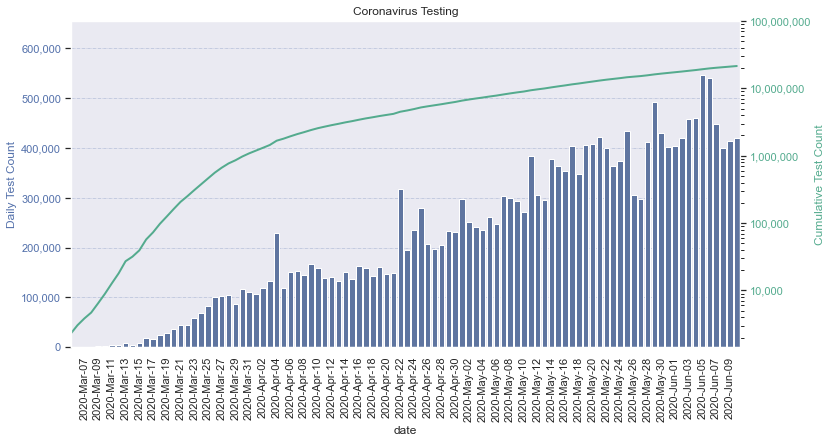 Coronavirus Testing
Daily Test Count
600,000
500,000
400,000
300,000
200,000
100,000
0
100,000,000
10,000,000
1,000,000
100,000
10,000
Cumulative Test Count
2020-Mar-07
2020-Mar-09
2020-Mar-11
2020-Mar-13
2020-Mar-15
2020-Mar-17
2020-Mar-19
2020-Mar-21
2020-Mar-23
2020-Mar-25
2020-Mar-27
2020-Mar-29
2020-Mar-31
2020-Apr-02
2020-Apr-04
2020-Apr-06
2020-Apr-08
2020-Apr-10
2020-Apr-12
2020-Apr-14
2020-Apr-16
2020-Apr-18
2020-Apr-20
2020-Apr-22
2020-Apr-24
2020-Apr-26
2020-Apr-28
2020-Apr-30
2020-May-02
2020-May-04
2020-May-06
2020-May-08
2020-May-10
2020-May-12
2020-May-14
2020-May-16
2020-May-18
2020-May-20
2020-May-22
2020-May-24
2020-May-26
2020-May-28
2020-May-30
2020-Jun-01
2020-Jun-03
2020-Jun-05
2020-Jun-07
2020-Jun-09
date